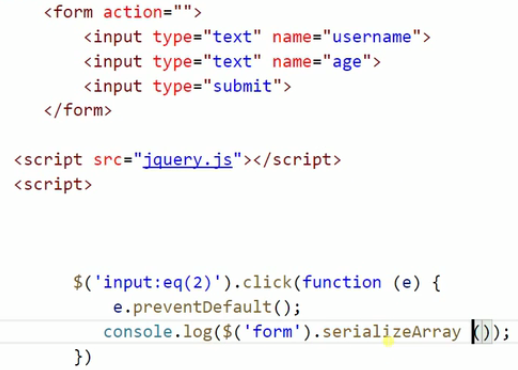 <form action="">
<input type="text" name="username">
<input type="text" name="age">
<input type="submit">
</form>
<script src="jquery.js"></script>
<script>
$('input:eq(2)').click(function (e) {
e.preventDefault();
console.log($('form').serializeArray ());
})